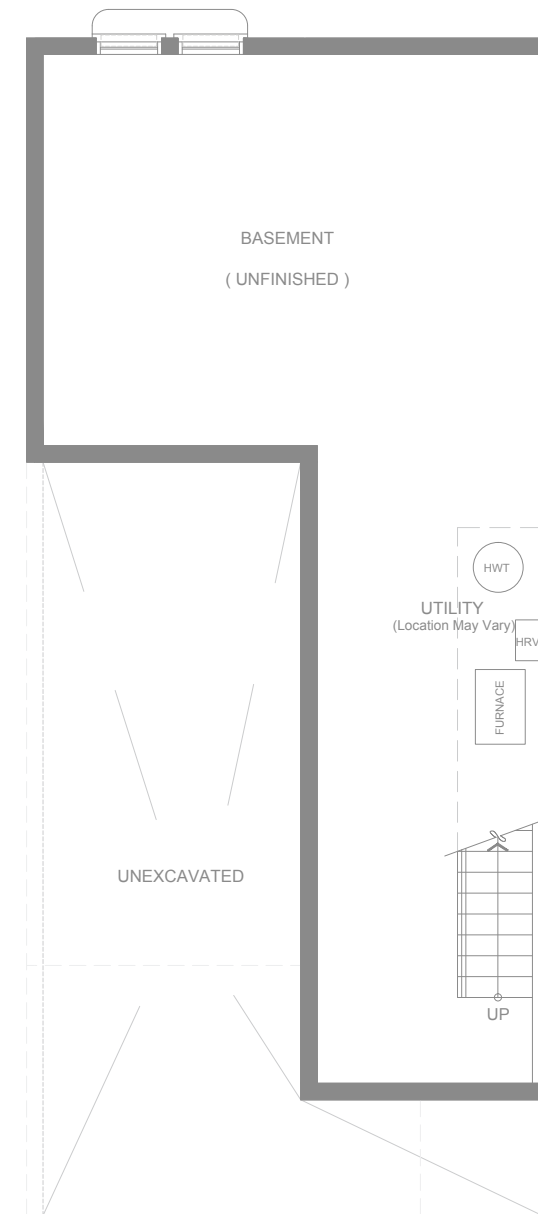 BASEMENT
( UNFINISHED )
HWT
UTILITY
(Location May Vary)
HRV
FURNACE
UNEXCAVATED
UP